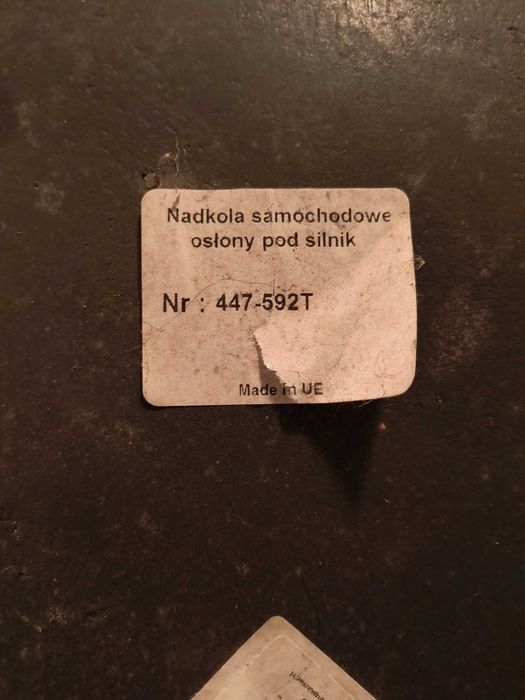 Nadkola samochodowe
osłony pod silnik
Nr : 447-592T
Made in UE